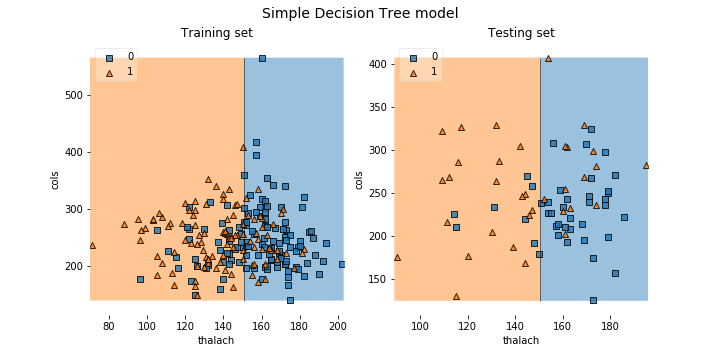 Simple Decision Tree model
Training set
Testing set
0
1
0
1
500
400
300
200
cols
80 100 120 140 160 180 200
thalach
400
350
300
250
200
150
cols
100 120 140 160 180
thalach